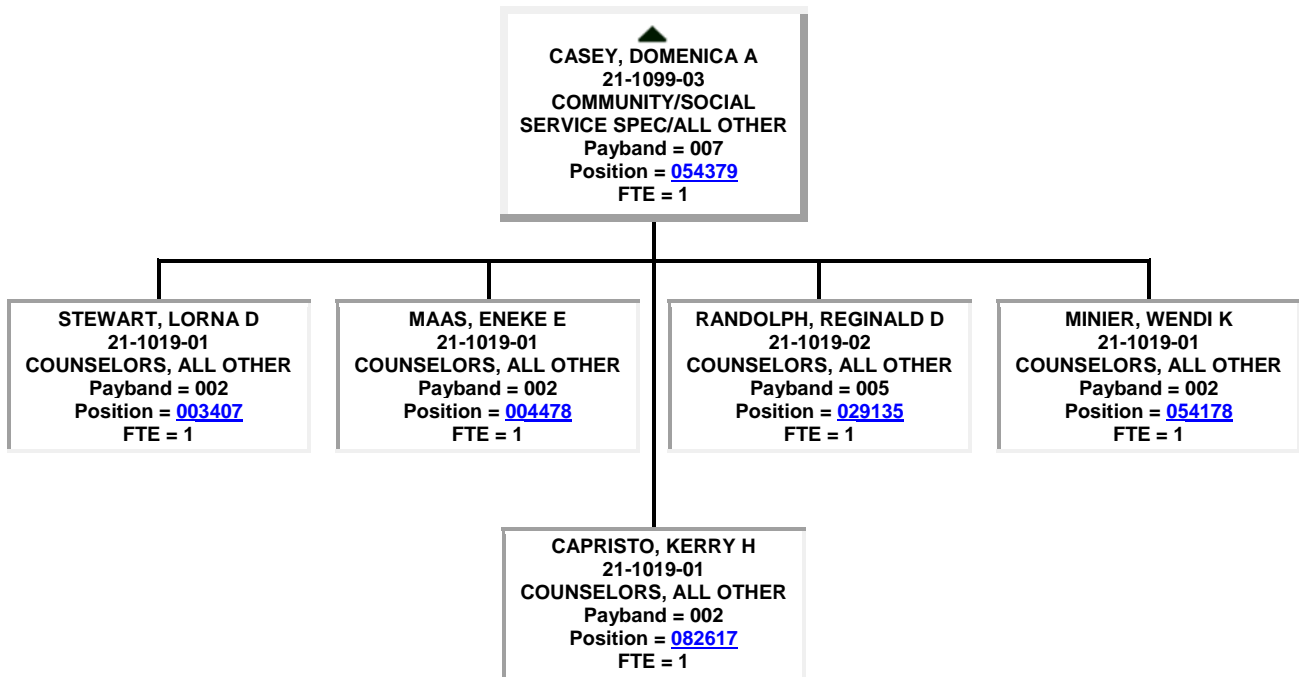 CASEY, DOMENICA A
21-1099-03
COMMUNITY/SOCIAL
SERVICE SPEC/ALL OTHER
Payband = 007
Position = 054379
FTE = 1
STEWART, LORNA D
21-1019-01
COUNSELORS, ALL OTHER
Payband = 002
Position = 003407
FTE = 1
MAAS, ENEKE E
21-1019-01
COUNSELORS, ALL OTHER
Payband = 002
Position = 004478
FTE = 1
RANDOLPH, REGINALD D
21-1019-02
COUNSELORS, ALL OTHER
Payband = 005
Position = 029135
FTE = 1
MINIER, WENDI K
21-1019-01
COUNSELORS, ALL OTHER
Payband = 002
Position = 054178
FTE = 1
CAPRISTO, KERRY H
21-1019-01
COUNSELORS, ALL OTHER
Payband = 002
Position = 082617
FTE = 1